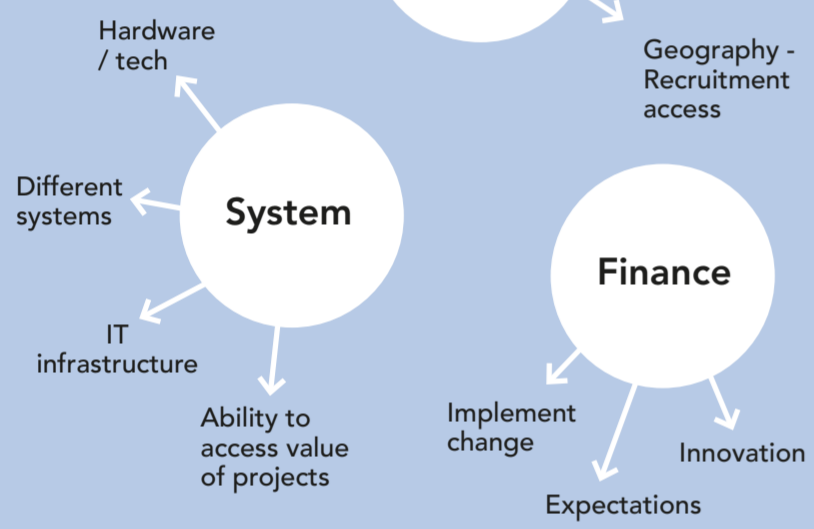 Hardware
/ tech
Geography -
Recruitment
access
Different
systems
System
Finance
IT
infrastructure
Ability to
access value
of projects
Implement
change
Innovation
Expectations